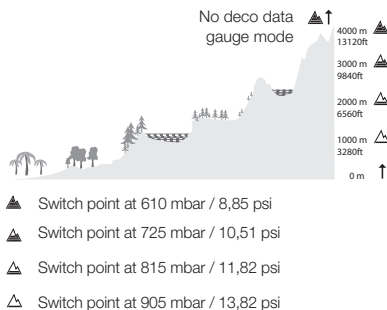 No deco data
gauge mode
4000 m
13120ft
3000 m
9840ft
2000 m
6560ft
1000 m
3280ft
0 m
Switch point at 610 mbar / 8,85 psi
Switch point at 725 mbar / 10,51 psi
Switch point at 815 mbar / 11,82 psi
Switch point at 905 mbar / 13,82 psi